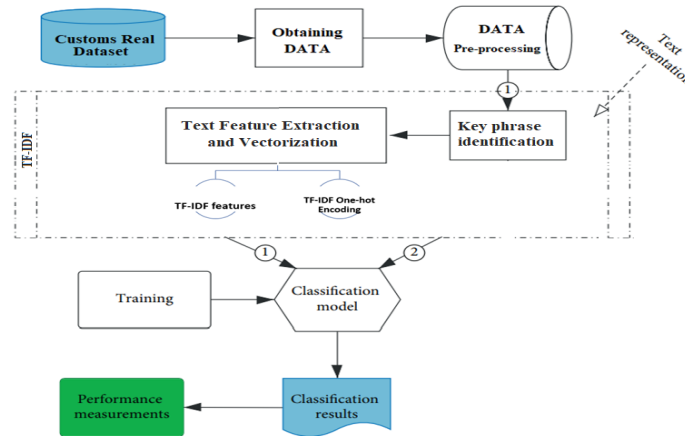 Customs Real
Dataset
Obtaining
DATA
DATA
Pre-processing
Text
representation
1
TF-IDF
Text Feature Extraction
and Vectorization
Key phrase
identification
TF-IDF features
TF-IDF One-hot
Encoding
1
2
Training
Classification
model
Performance
measurements
Classification
results